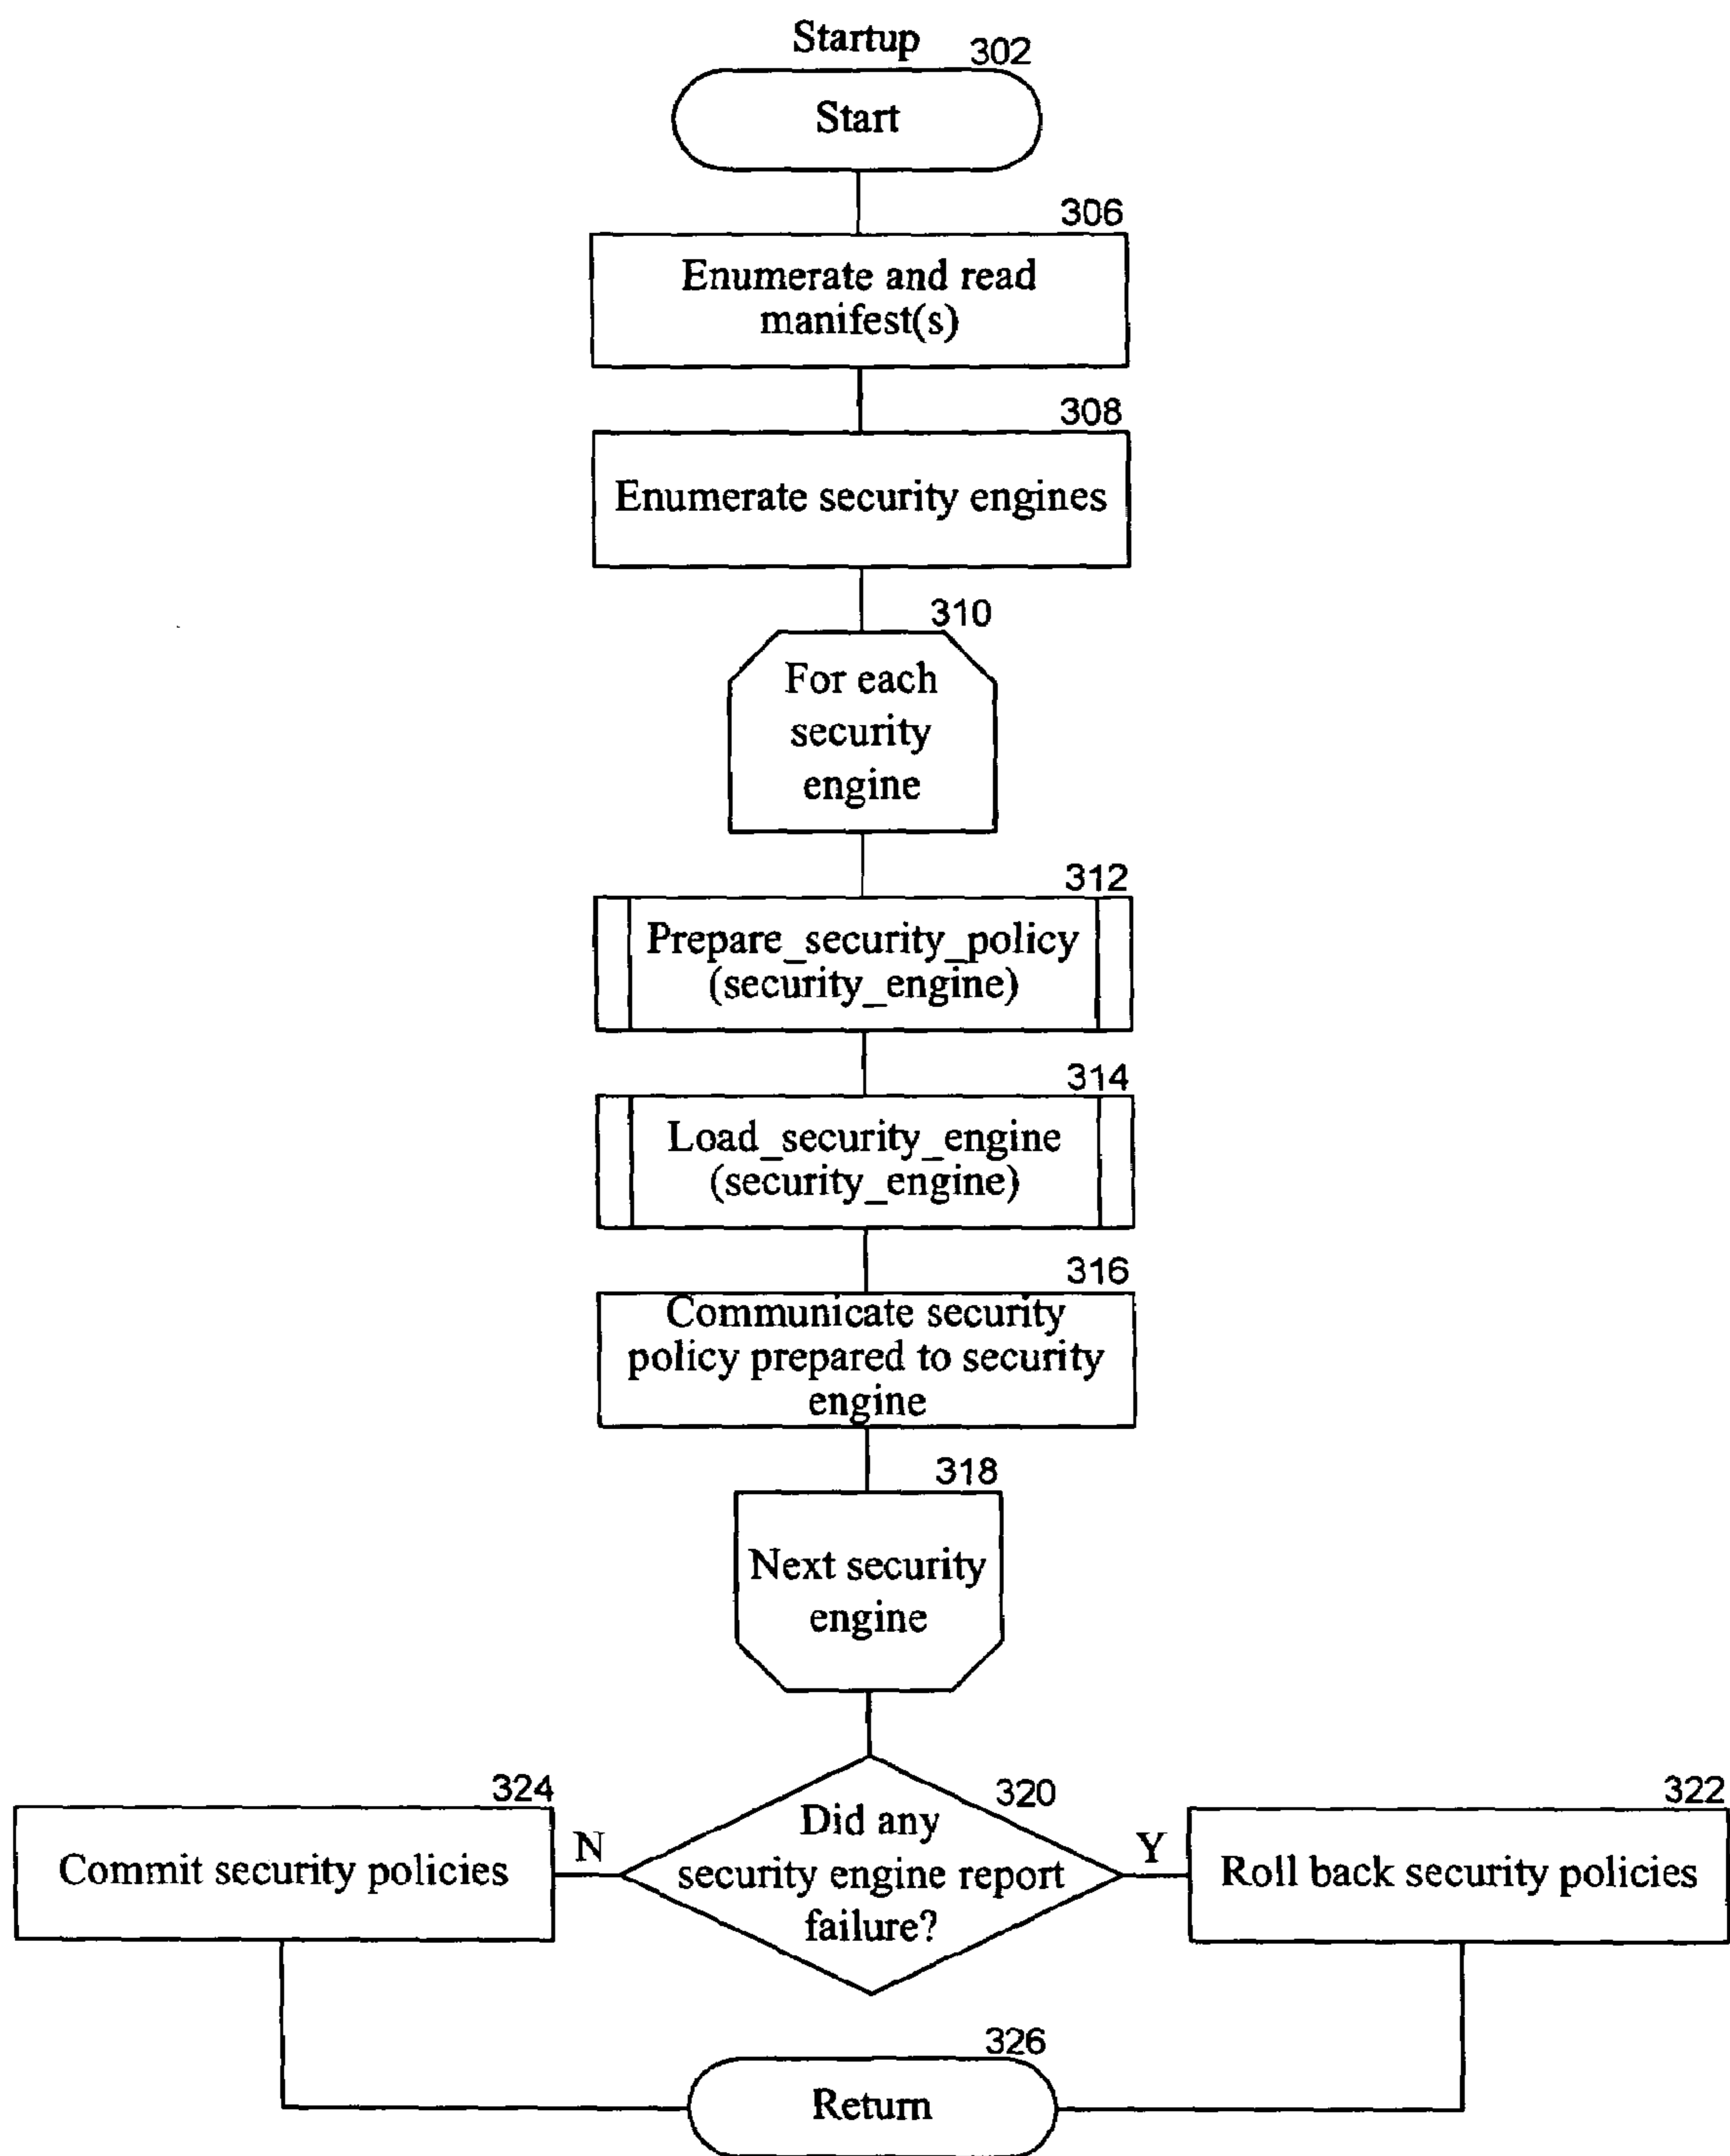 Startup
302
Start
306
Enumerate and read
manifest(s)
308
Enumerate security engines
310
For each
security
engine
312
Prepare_security_policy
(security_engine)
314
Load_security_engine
(security_engine)
316
Communicate security
policy prepared to security
engine
318
Next security
engine
320
Did any
security engine report
failure?
N
Y
324
Commit security policies
322
Roll back security policies
326
Return